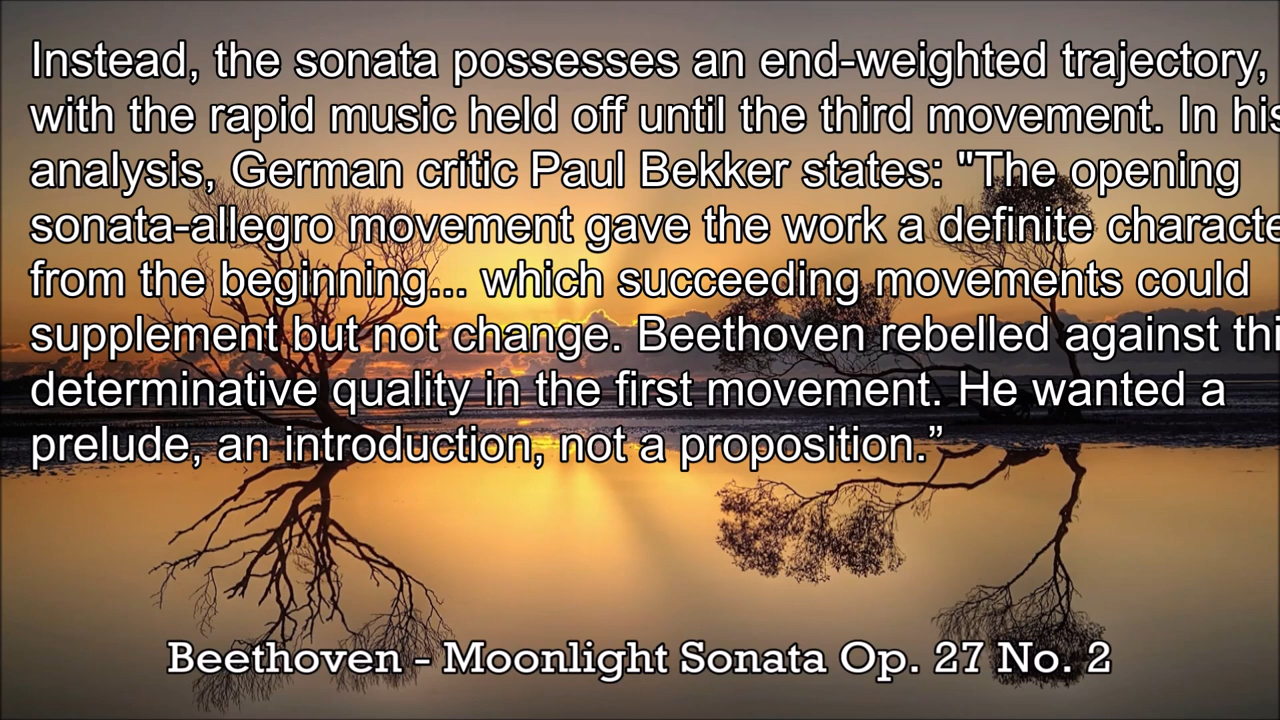 Instead, the sonata possesses an end-weighted trajectory,
with the rapid music held off until the third movement. In his
analysis, German critic Paul Bekker states: "The opening
sonata-allegro movement gave the work a definite characte
from the beginning... which succeeding movements could
supplement but not change. Beethoven rebelled against thi
determinative quality in the first movement. He wanted a
prelude, an introduction, not a proposition.”
Beethoven - Moonlight Sonata Op. 27 No. 2